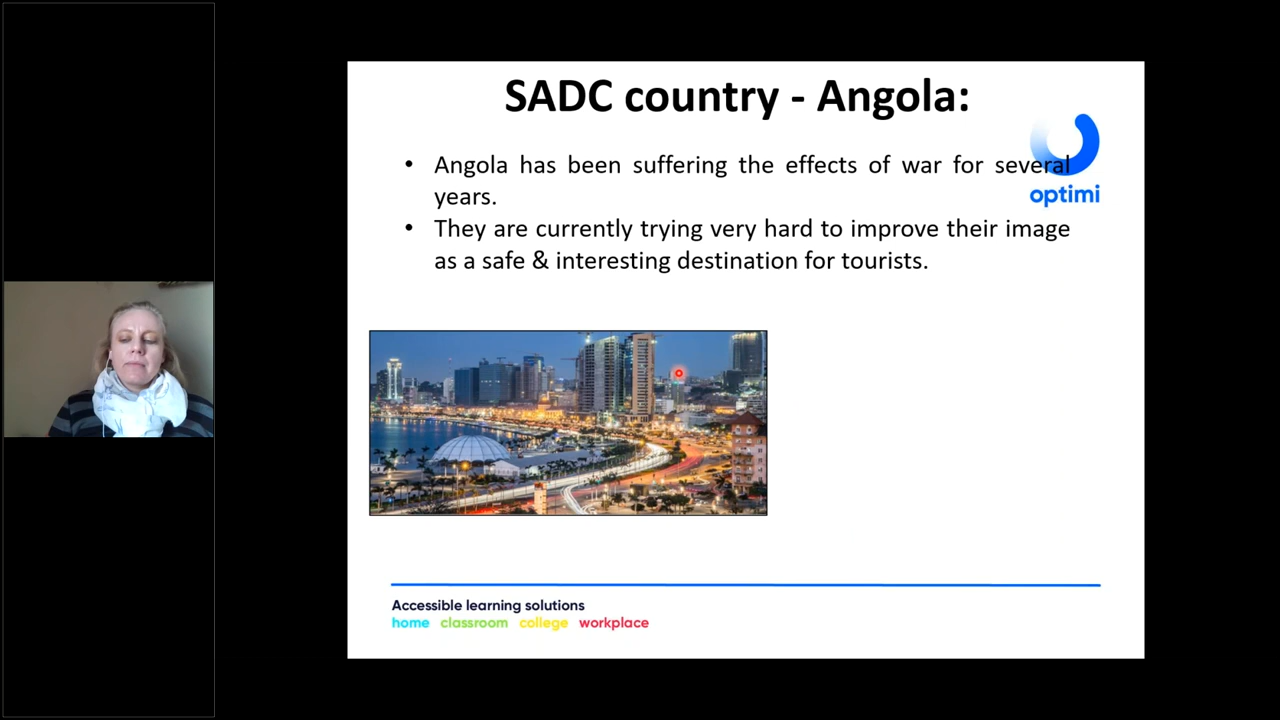 SADC country - Angola:
• Angola has been suffering the effects of war for several
years.
• They are currently trying very hard to improve their image
as a safe & interesting destination for tourists.
optimi
Accessible learning solutions
home classroom college workplace